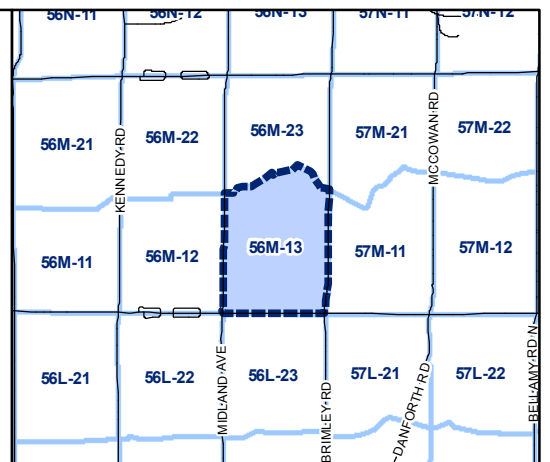 56N-11 56N-12 56N-13 57N-11 57N-12
56M-21 56M-22 56M-23 57M-21 57M-22
KENNEDY RD
MCCOWAN RD
56M-11 56M-12 56M-13 57M-11 57M-12
56L-21 56L-22 56L-23 57L-21 57L-22
MIDLAND AVE
BRIMLEY RD
DANFORTH RD
BELLAMY RD N